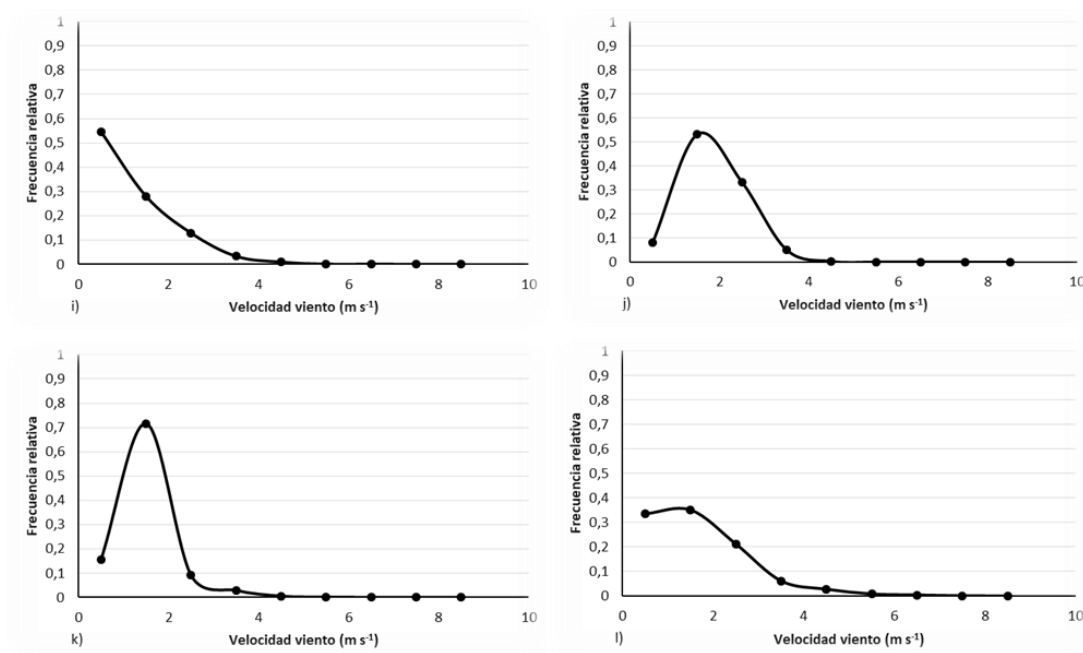 1
0,9
0,8
0,7
0,6
0,5
0,4
0,3
0,2
0,1
0
Frecuencia relativa
0 2 4 6 8 10
i)
Velocidad viento (m s⁻¹)
1
0,9
0,8
0,7
0,6
0,5
0,4
0,3
0,2
0,1
0
Frecuencia relativa
0 2 4 6 8 10
j)
Velocidad viento (m s⁻¹)
1
0,9
0,8
0,7
0,6
0,5
0,4
0,3
0,2
0,1
0
Frecuencia relativa
0 2 4 6 8 10
k)
Velocidad viento (m s⁻¹)
1
0,9
0,8
0,7
0,6
0,5
0,4
0,3
0,2
0,1
0
Frecuencia relativa
0 2 4 6 8 10
l)
Velocidad viento (m s⁻¹)